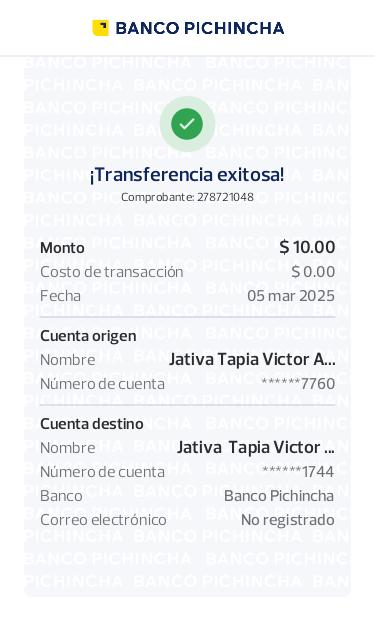 BANCO PICHINCHA
¡Transferencia exitosa!
Comprobante: 278721048
Monto $ 10.00
Costo de transacción $ 0.00
Fecha 05 mar 2025
Cuenta origen
Nombre Jativa Tapia Victor A...
Número de cuenta ******7760
Cuenta destino
Nombre Jativa Tapia Victor ...
Número de cuenta ******1744
Banco Banco Pichincha
Correo electrónico No registrado